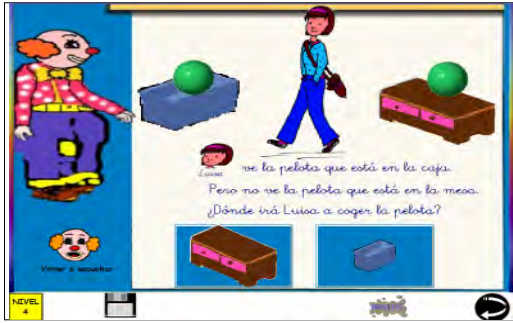 Luisa
ve la pelota que está en la caja.
Pero no ve la pelota que está en la mesa.
¿Dónde irá Luisa a coger la pelota?
Volver a escuchar
NIVEL
4